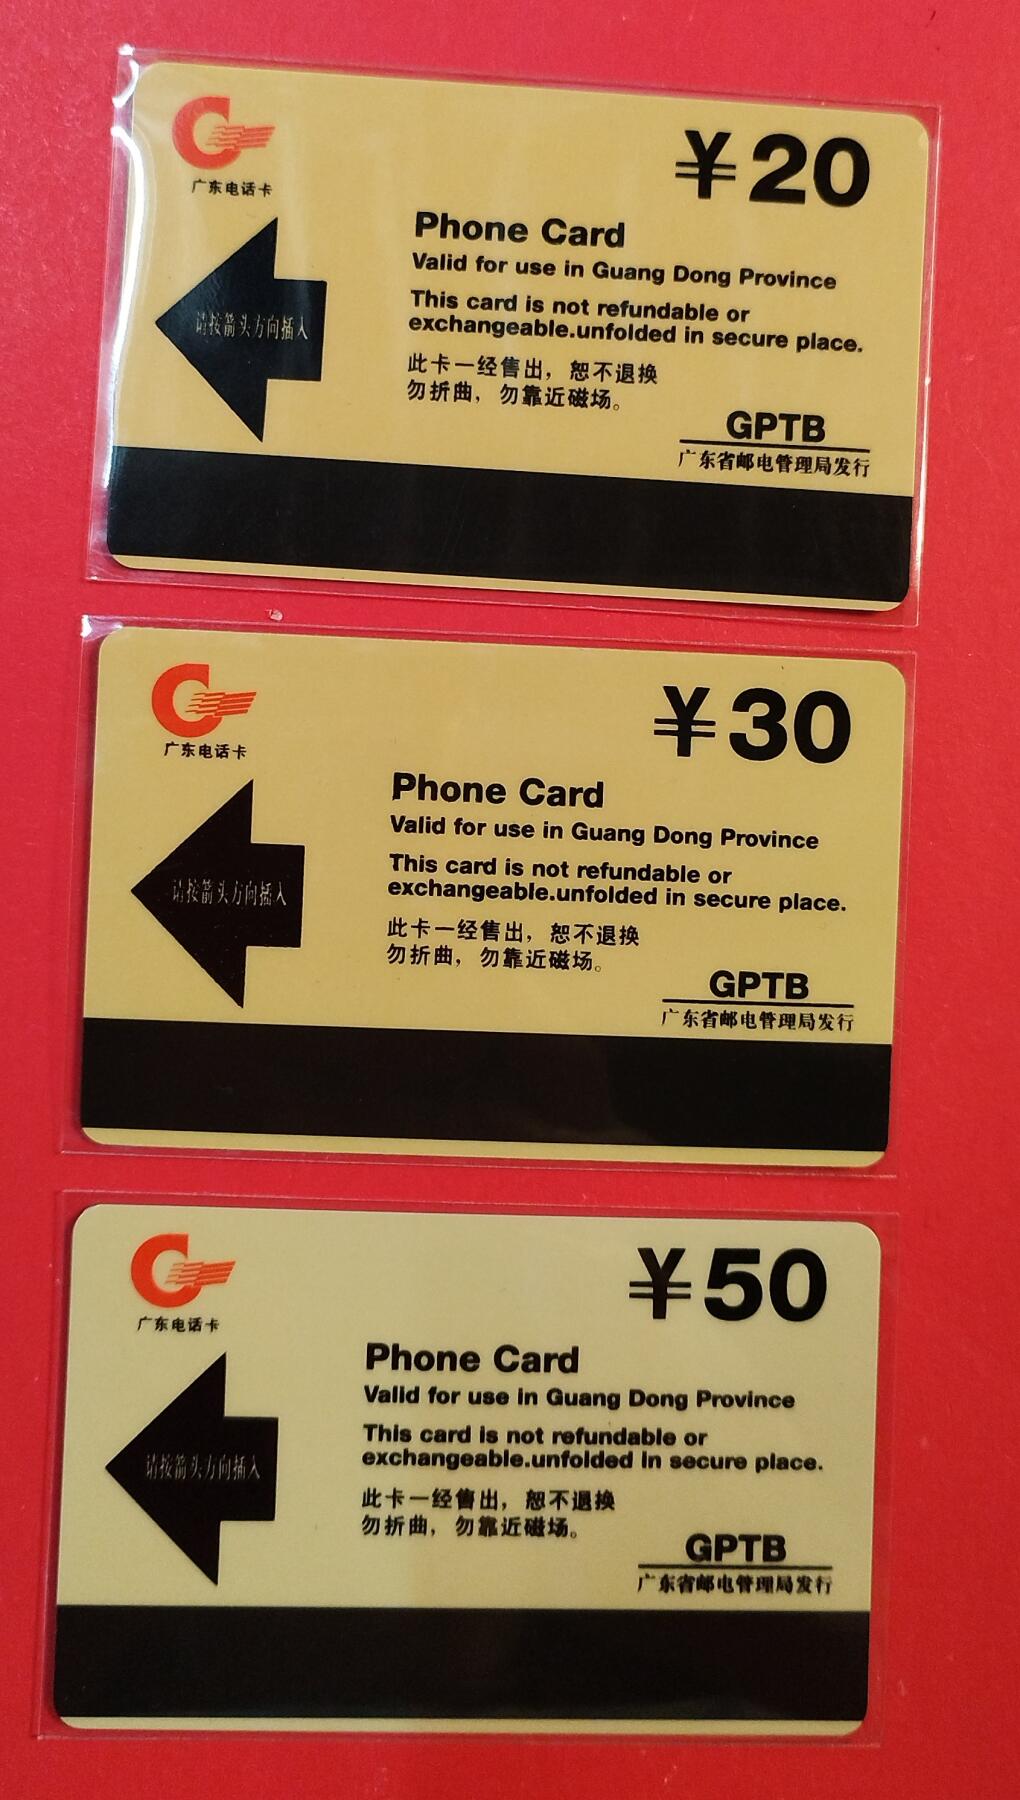 广东电话卡
¥20
Phone Card
Valid for use in Guang Dong Province
This card is not refundable or
exchangeable.unfolded in secure place.
请按箭头方向插入
此卡一经售出，恕不退换
勿折曲，勿靠近磁场。
GPTB
广东省邮电管理局发行
广东电话卡
¥30
Phone Card
Valid for use in Guang Dong Province
This card is not refundable or
exchangeable.unfolded in secure place.
请按箭头方向插入
此卡一经售出，恕不退换
勿折曲，勿靠近磁场。
GPTB
广东省邮电管理局发行
广东电话卡
¥50
Phone Card
Valid for use in Guang Dong Province
This card is not refundable or
exchangeable.unfolded in secure place.
请按箭头方向插入
此卡一经售出，恕不退换
勿折曲，勿靠近磁场。
GPTB
广东省邮电管理局发行